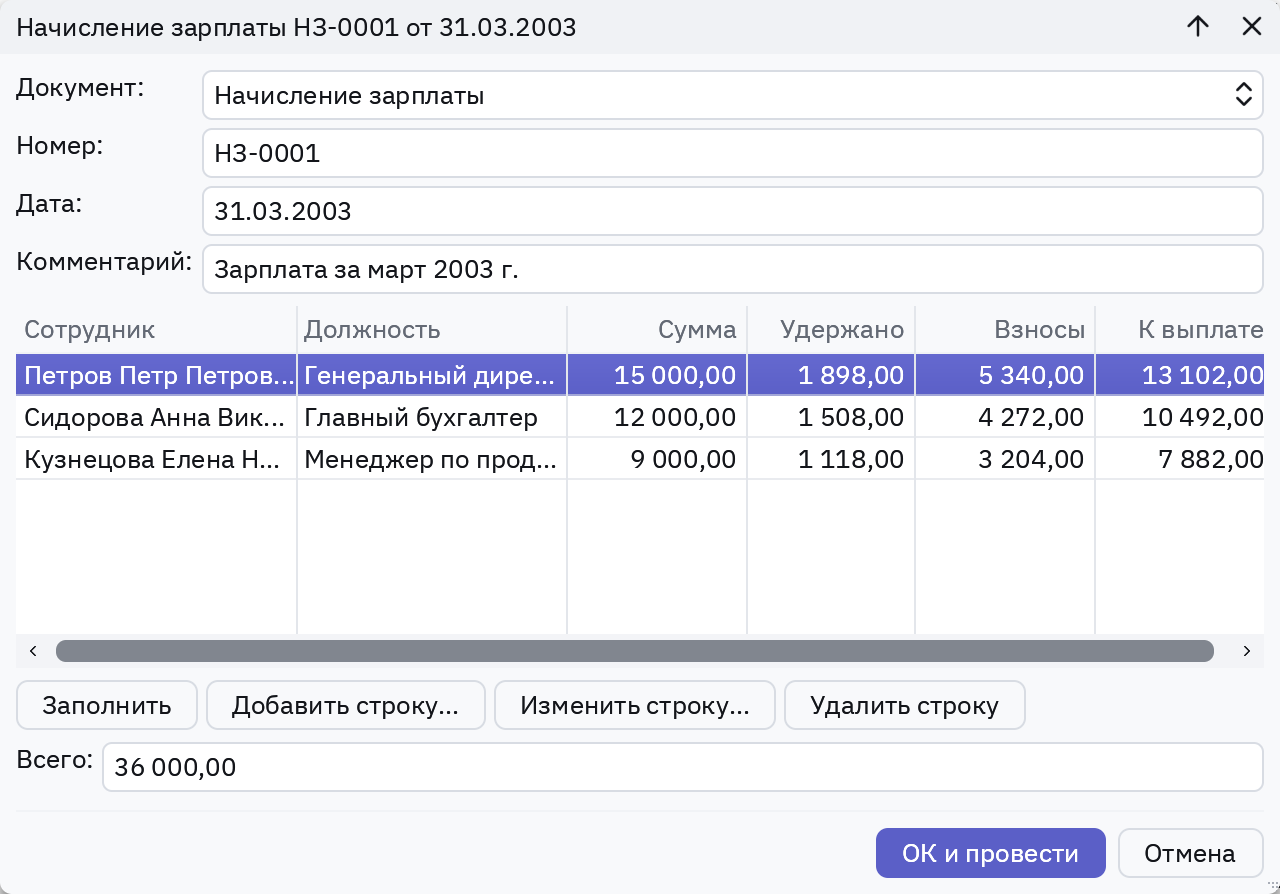 Начисление зарплаты НЗ-0001 от 31.03.2003
Документ: Начисление зарплаты
Номер: НЗ-0001
Дата: 31.03.2003
Комментарий: Зарплата за март 2003 г.
Сотрудник Должность Сумма Удержано Взносы К выплате
Петров Петр Петров... Генеральный дире... 15 000,00 1 898,00 5 340,00 13 102,00
Сидорова Анна Вик... Главный бухгалтер 12 000,00 1 508,00 4 272,00 10 492,00
Кузнецова Елена Н... Менеджер по прод... 9 000,00 1 118,00 3 204,00 7 882,00
Заполнить Добавить строку... Изменить строку... Удалить строку
Всего: 36 000,00
ОК и провести Отмена